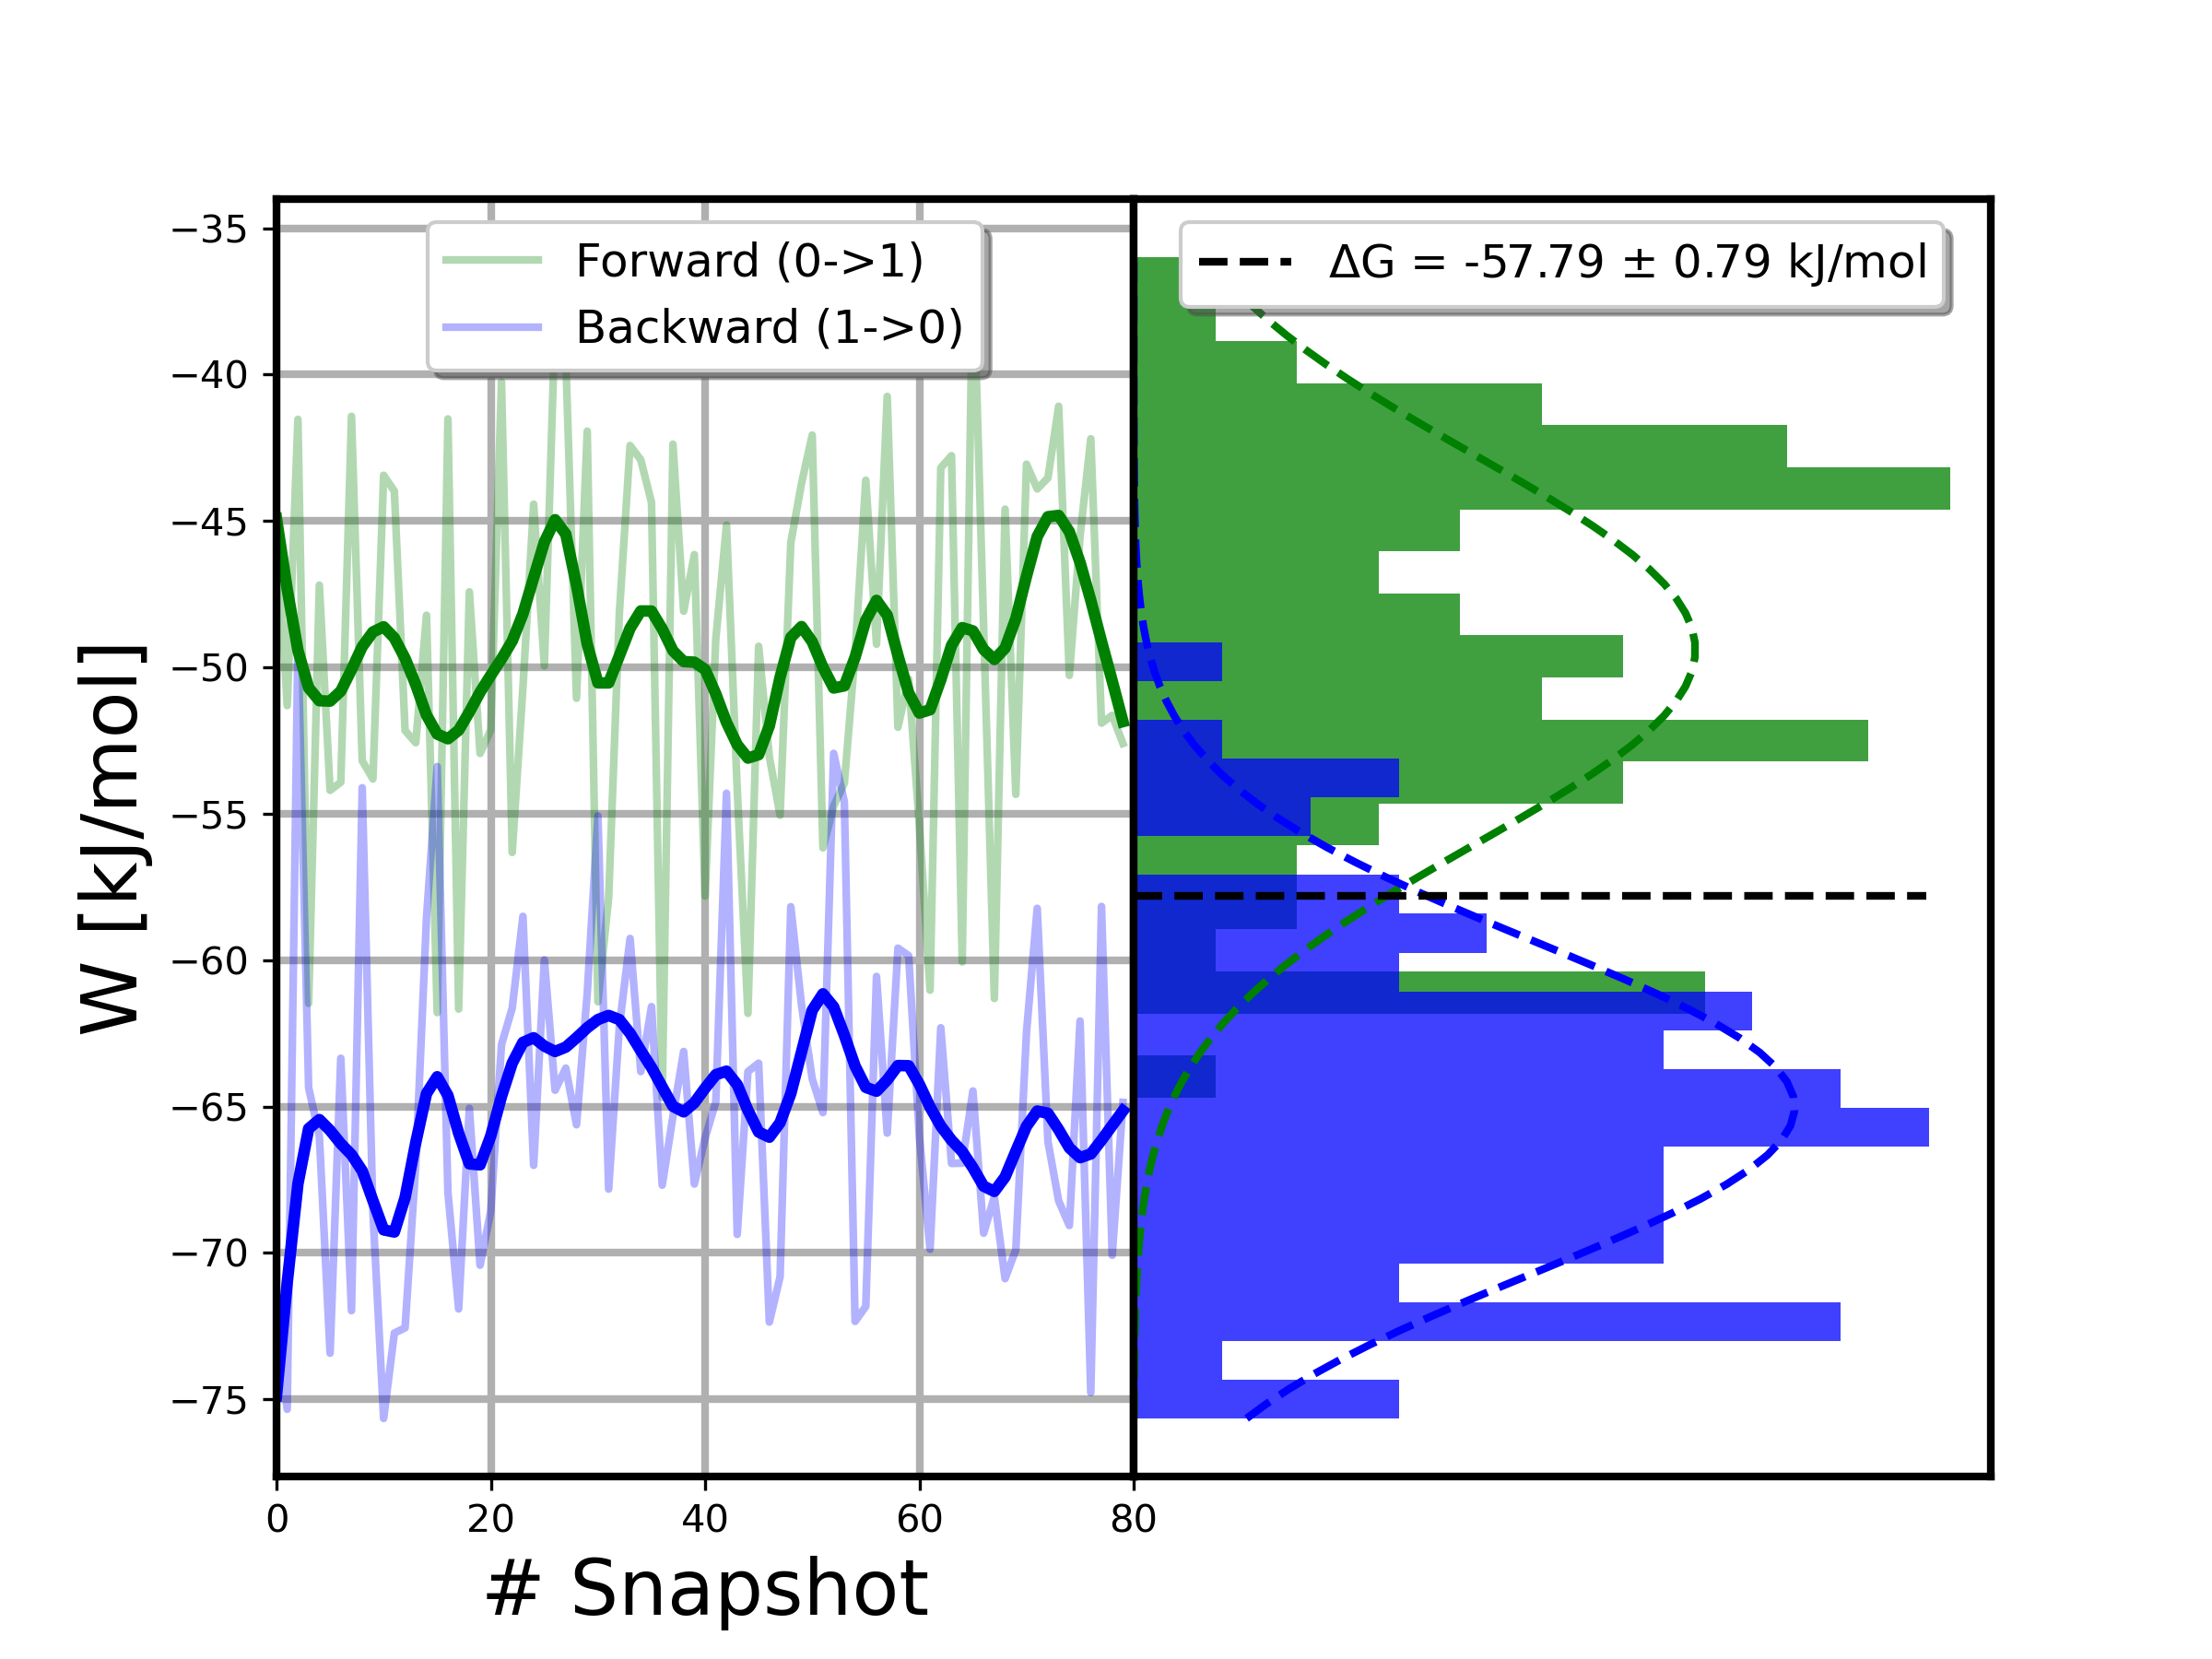 Forward (0->1)
Backward (1->0)
ΔG = -57.79 ± 0.79 kJ/mol
W [kJ/mol]
−35
−40
−45
−50
−55
−60
−65
−70
−75
0 20 40 60 80
# Snapshot